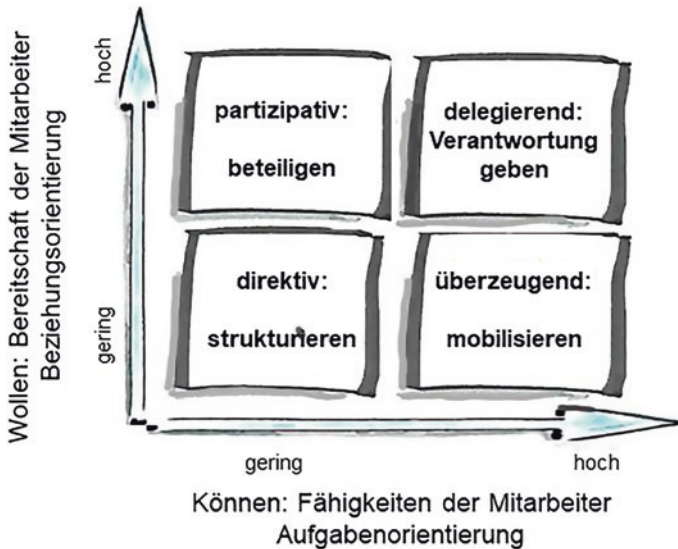 Wollen: Bereitschaft der Mitarbeiter
Beziehungsorientierung
hoch
gering
partizipativ:
beteiligen
delegierend:
Verantwortung
geben
direktiv:
strukturieren
überzeugend:
mobilisieren
gering
hoch
Können: Fähigkeiten der Mitarbeiter
Aufgabenorientierung